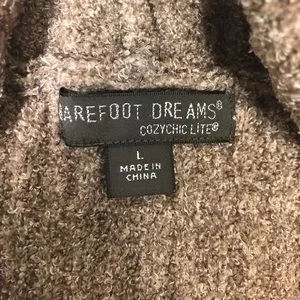 AREFOOT DREAMS®
COZYCHIC LITE®
L
MADE IN
CHINA